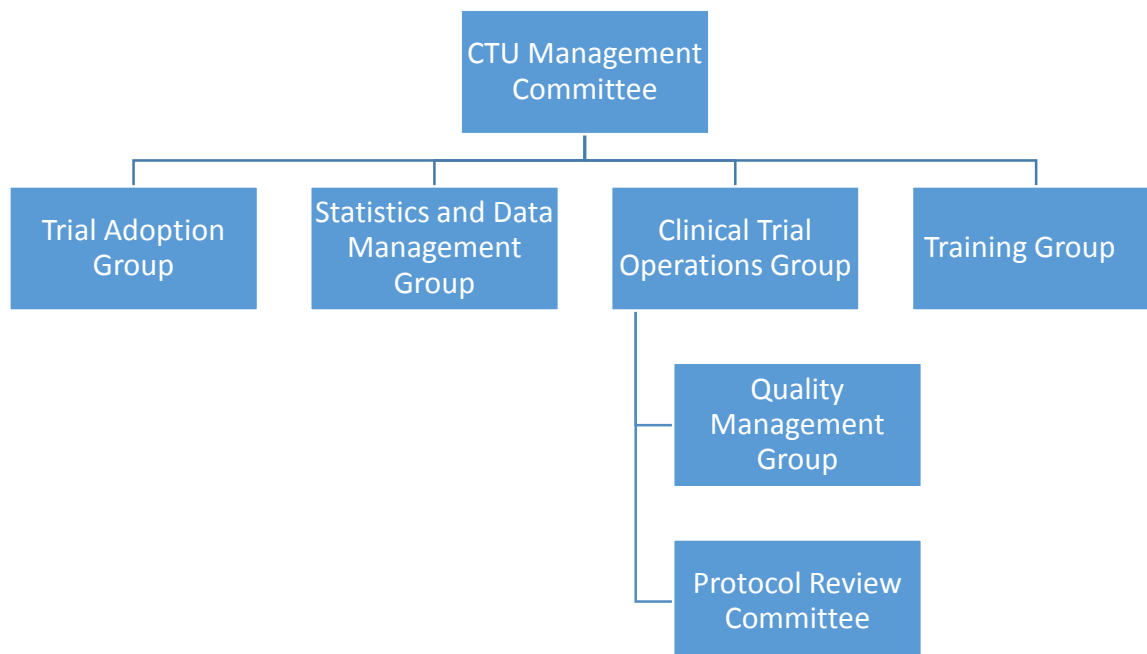 CTU Management
Committee
Trial Adoption
Group
Statistics and Data
Management
Group
Clinical Trial
Operations Group
Training Group
Quality
Management
Group
Protocol Review
Committee